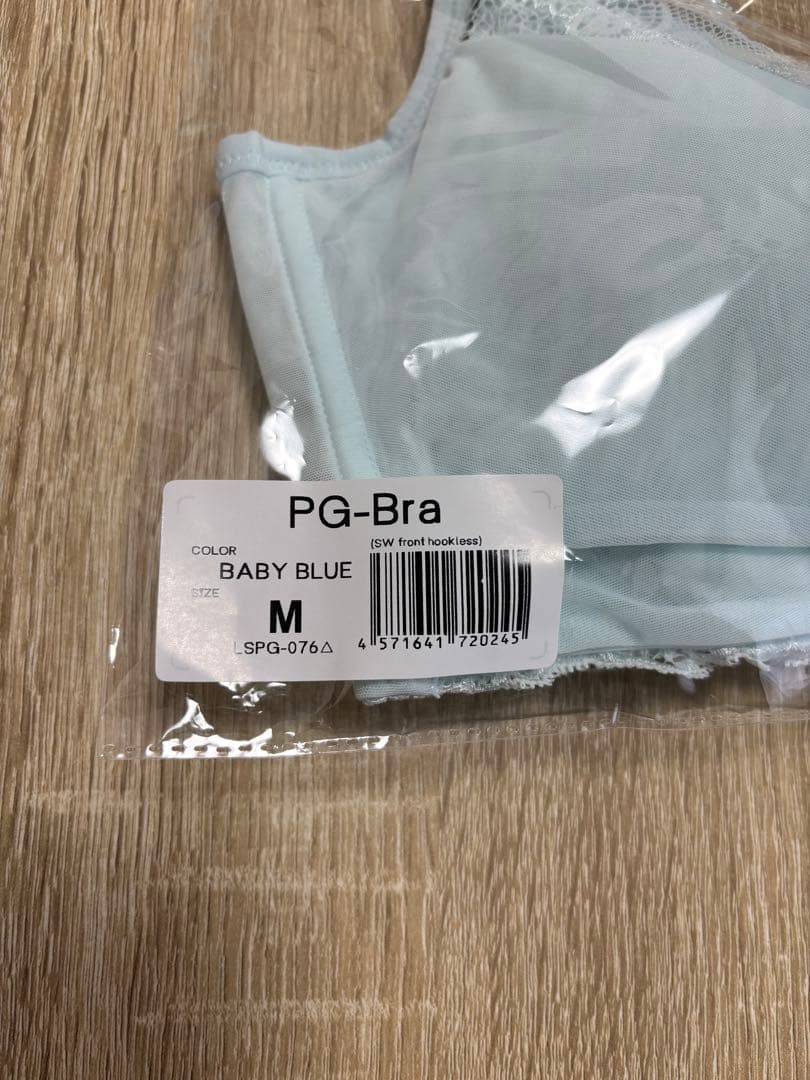 PG-Bra
(SW front hookless)
COLOR
BABY BLUE
SIZE
M
LSPG-076△
4 571641 720245